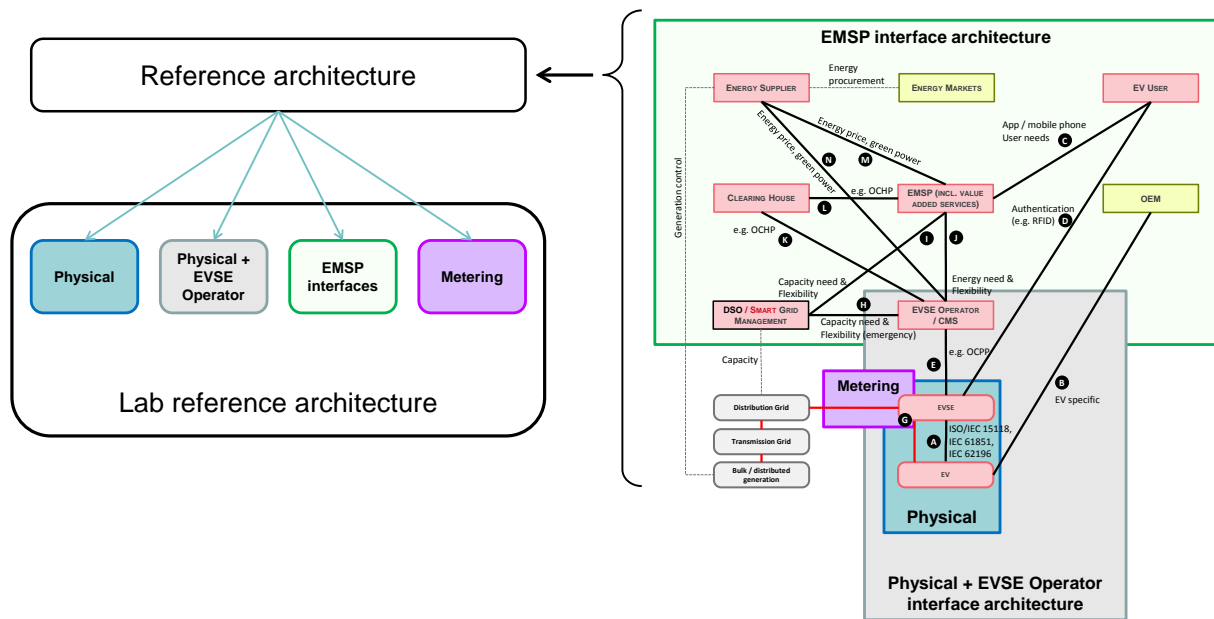 Reference architecture
Physical
Physical +
EVSE
Operator
EMSP
interfaces
Metering
Lab reference architecture
EMSP interface architecture
Energy
procurement
ENERGY SUPPLIER
ENERGY MARKETS
EV USER
Energy price, green power
Energy price, green power
N
M
App / mobile phone
User needs
C
Generation control
CLEARING HOUSE
e.g. OCHP
L
EMSP (INCL. VALUE
ADDED SERVICES)
OEM
Authentication
(e.g. RFID)
D
e.g. OCHP
K
I
J
Capacity need &
Flexibility
Energy need &
Flexibility
H
DSO / SMART GRID
MANAGEMENT
EVSE OPERATOR
/ CMS
Capacity need &
Flexibility (emergency)
Capacity
e.g. OCPP
E
Metering
B
EV specific
Distribution Grid
EVSE
G
Transmission Grid
A
ISO/IEC 15118,
IEC 61851,
IEC 62196
Bulk / distributed
generation
EV
Physical
Physical + EVSE Operator
interface architecture